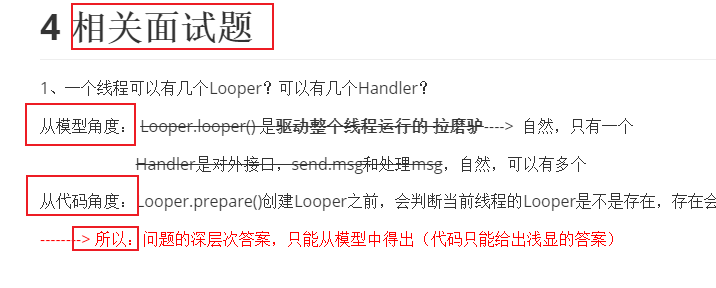 4 相关面试题
1、一个线程可以有几个Looper？可以有几个Handler？
从模型角度： Looper.looper() 是驱动整个线程运行的 拉磨驴----> 自然，只有一个
Handler是对外接口，send.msg和处理msg，自然，可以有多个
从代码角度：Looper.prepare()创建Looper之前，会判断当前线程的Looper是不是存在，存在会
--------> 所以：问题的深层次答案，只能从模型中得出（代码只能给出浅显的答案）